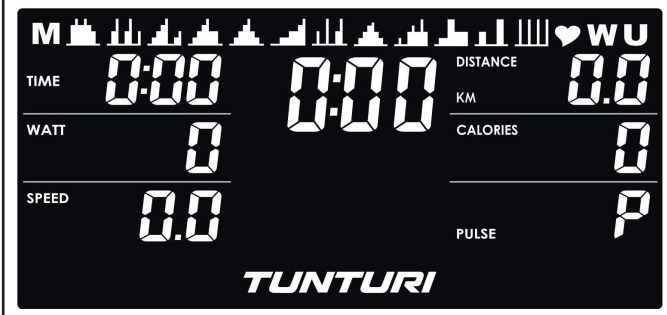 M WU
TIME 0:00 0:00 DISTANCE KM 0.0
WATT 0 CALORIES 0
SPEED 0.0 PULSE P
TUNTURI